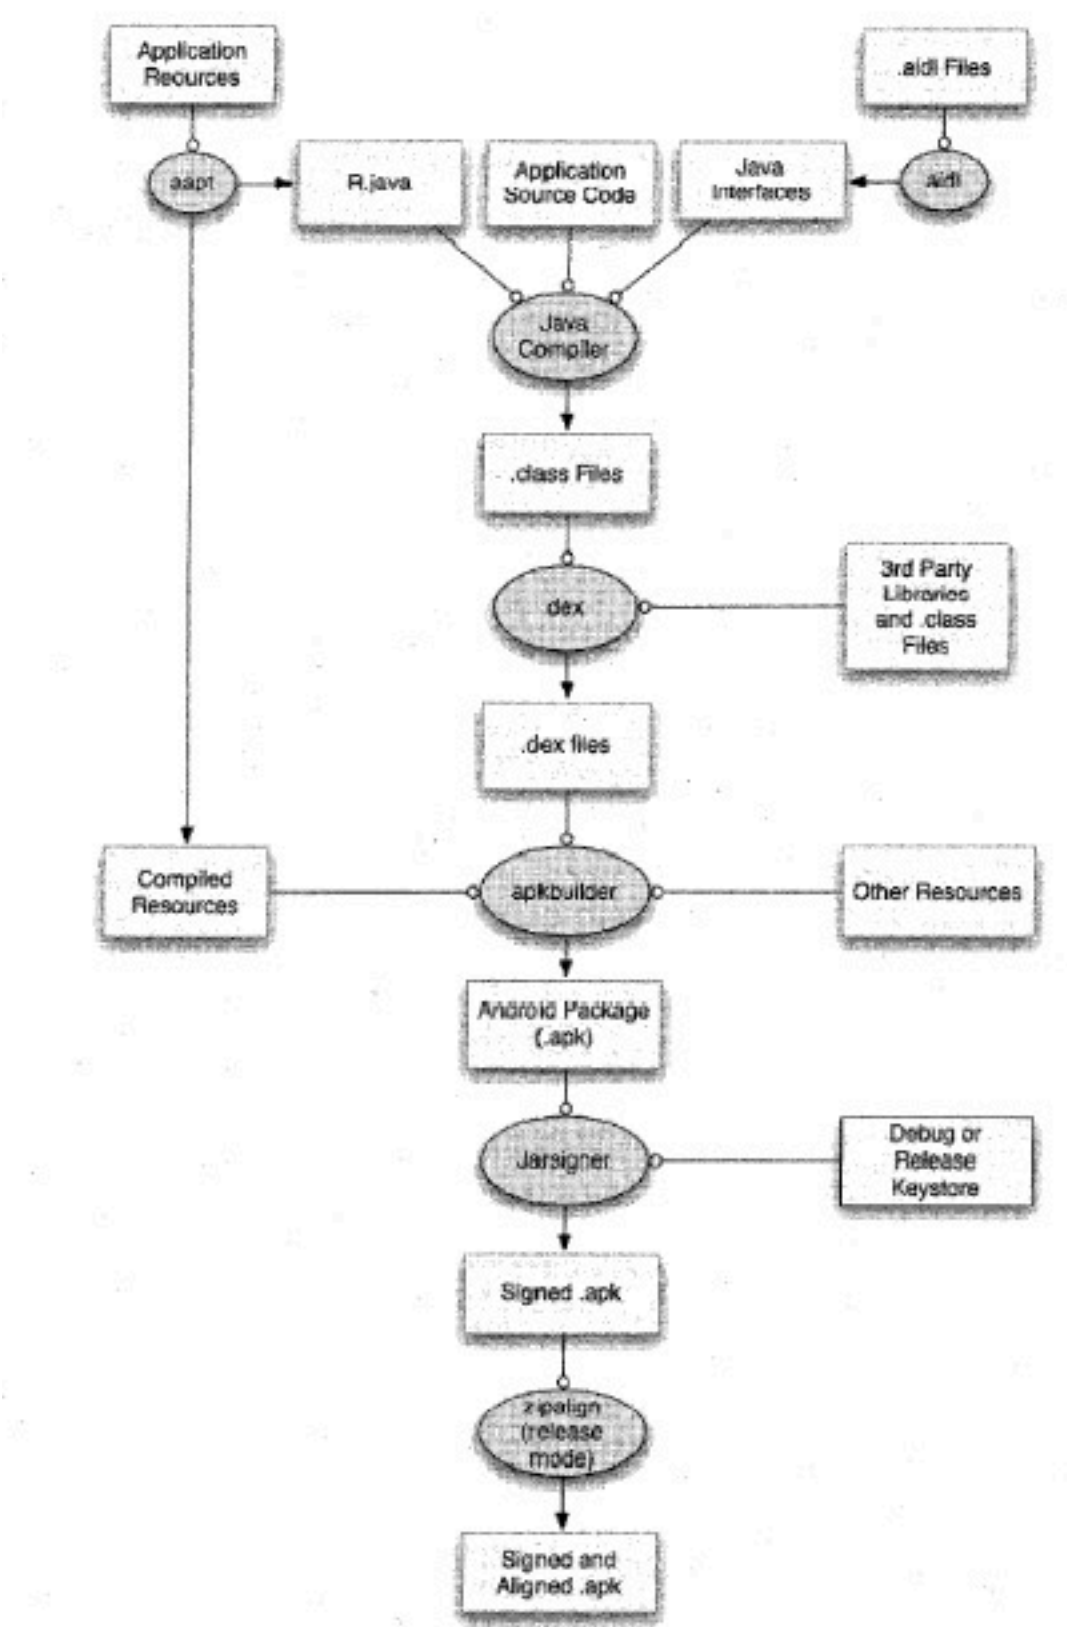 Application
Reources
.aidl Files
aapt
R.java
Application
Source Code
Java
Interfaces
aidl
Java
Compiler
.class Files
dex
3rd Party
Libraries
and .class
Files
.dex files
Compiled
Resources
apkbuilder
Other Resources
Android Package
(.apk)
Jarsigner
Debug or
Release
Keystore
Signed .apk
zipalign
(release
mode)
Signed and
Aligned .apk